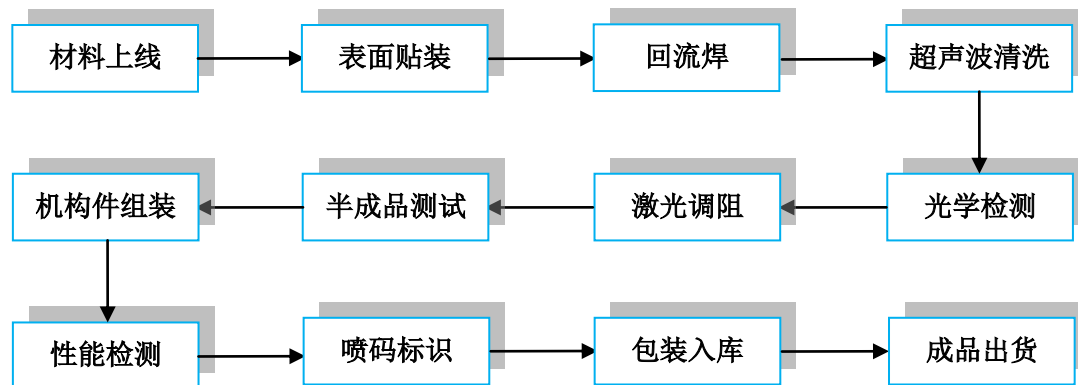 材料上线
表面贴装
回流焊
超声波清洗
光学检测
激光调阻
半成品测试
机构件组装
性能检测
喷码标识
包装入库
成品出货